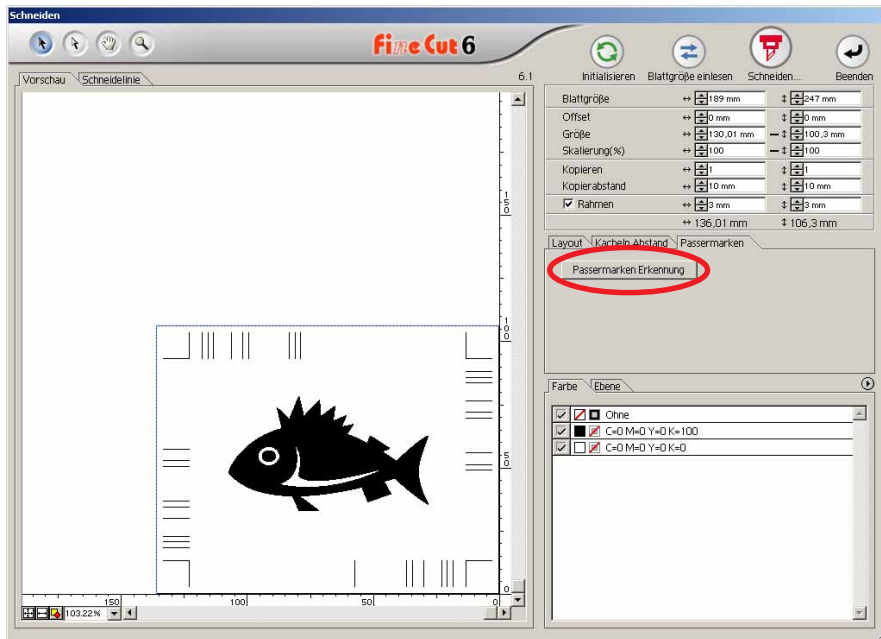 Schneiden
FineCut 6
Initialisieren Blattgröße einlesen Schneiden... Beenden
Vorschau Schneidelinie 6.1
Blattgröße ↔ 189 mm ↕ 247 mm
Offset ↔ 0 mm ↕ 0 mm
Größe ↔ 130,01 mm ↕ 100,3 mm
Skalierung(%) ↔ 100 ↕ 100
Kopieren ↔ 1 ↕ 1
Kopierabstand ↔ 10 mm ↕ 10 mm
Rahmen ↔ 3 mm ↕ 3 mm
↔ 136,01 mm ↕ 106,3 mm
Layout Kacheln Abstand Passermarken
Passermarken Erkennung
150
100
50
0
Farbe Ebene
Ohne
C=0 M=0 Y=0 K=100
C=0 M=0 Y=0 K=0
150 100 50 0
103.22%